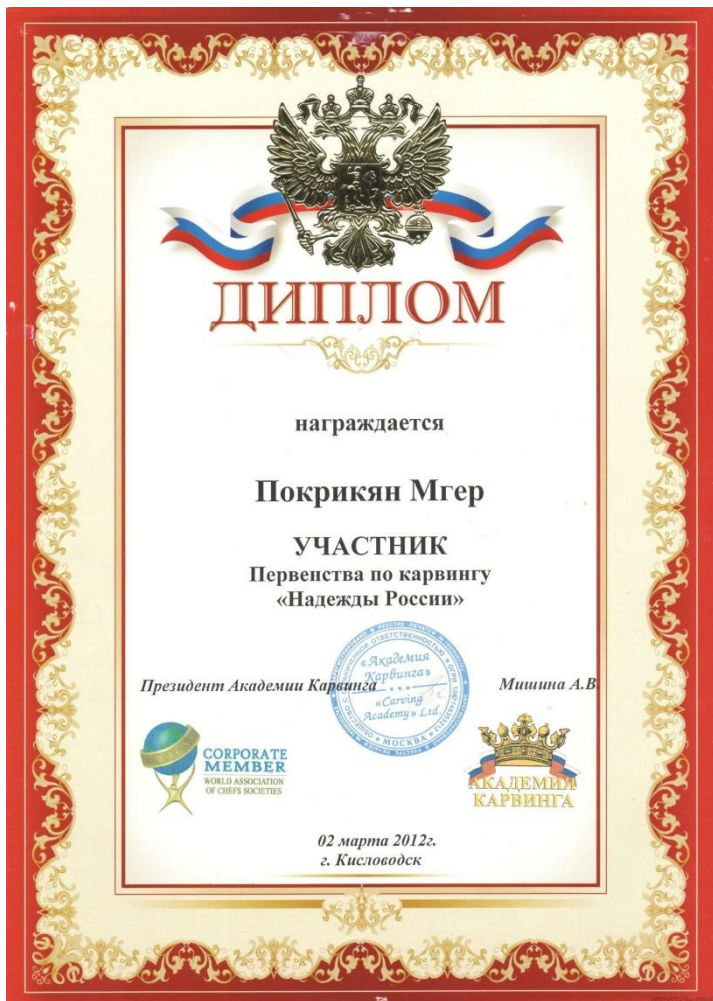 ДИПЛОМ
награждается
Покрикян Мгер
УЧАСТНИК
Первенства по карвингу
«Надежды России»
«Академия
Карвинга»
«Carving
Academy» Ltd.
МОСКВА
Президент Академии Карвинга
Мишина А.В
CORPORATE
MEMBER
WORLD ASSOCIATION
OF CHEFS SOCIETIES
АКАДЕМИЯ
КАРВИНГА
02 марта 2012г.
г. Кисловодск